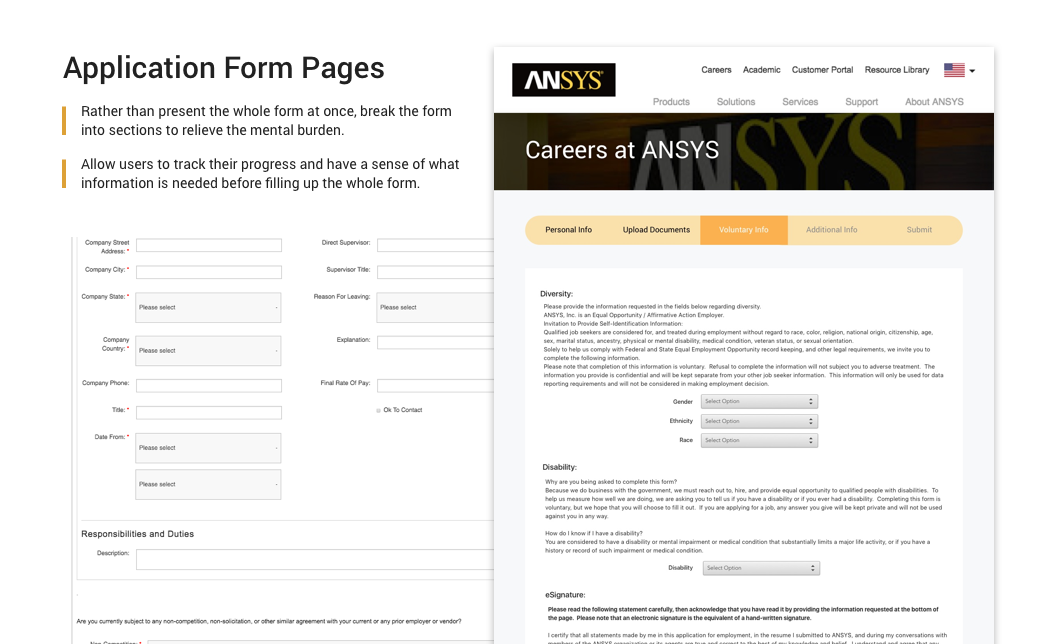 Application Form Pages
Rather than present the whole form at once, break the form
into sections to relieve the mental burden.
Allow users to track their progress and have a sense of what
information is needed before filling up the whole form.
Company Street
Address: *
Direct Supervisor:
Company City: *
Supervisor Title:
Company State: *
Please select
Reason For Leaving:
Please select
Company
Country: *
Please select
Explanation:
Company Phone:
Final Rate Of Pay:
Title: *
Ok To Contact
Date From: *
Please select
Please select
Responsibilities and Duties
Description:
Are you currently subject to any non-competition, non-solicitation, or other similar agreement with your current or any prior employer or vendor?
ANSYS
Careers Academic Customer Portal Resource Library
Products Solutions Services Support About ANSYS
ANSYS
Careers at ANSYS
Personal Info Upload Documents Voluntary Info Additional Info Submit
Diversity:
Please provide the information requested in the fields below regarding diversity.
ANSYS, Inc. is an Equal Opportunity / Affirmative Action Employer.
Invitation to Provide Self-Identification Information:
Qualified job seekers are considered for, and treated during employment without regard to race, color, religion, national origin, citizenship, age,
sex, marital status, ancestry, physical or mental disability, medical condition, veteran status, or sexual orientation.
Solely to help us comply with Federal and State Equal Employment Opportunity record keeping, and other legal requirements, we invite you to
complete the following information.
Please note that completion of this information is voluntary. Refusal to complete the information will not subject you to adverse treatment. The
information you provide is confidential and will be kept separate from your other job seeker information. This information will only be used for data
reporting requirements and will not be considered in making employment decision.
Gender Select Option
Ethnicity Select Option
Race Select Option
Disability:
Why are you being asked to complete this form?
Because we do business with the government, we must reach out to, hire, and provide equal opportunity to qualified people with disabilities. To
help us measure how well we are doing, we are asking you to tell us if you have a disability or if you ever had a disability. Completing this form is
voluntary, but we hope that you will choose to fill it out. If you are applying for a job, any answer you give will be kept private and will not be used
against you in any way.
How do I know if I have a disability?
You are considered to have a disability or mental impairment or medical condition that substantially limits a major life activity, or if you have a
history or record of such impairment or medical condition.
Disability Select Option
eSignature:
Please read the following statement carefully, then acknowledge that you have read it by providing the information requested at the bottom of
the page. Please note that an electronic signature is the equivalent of a hand-written signature.
I certify that all statements made by me in this application for employment, in the resume I submitted to ANSYS, and during my conversations with